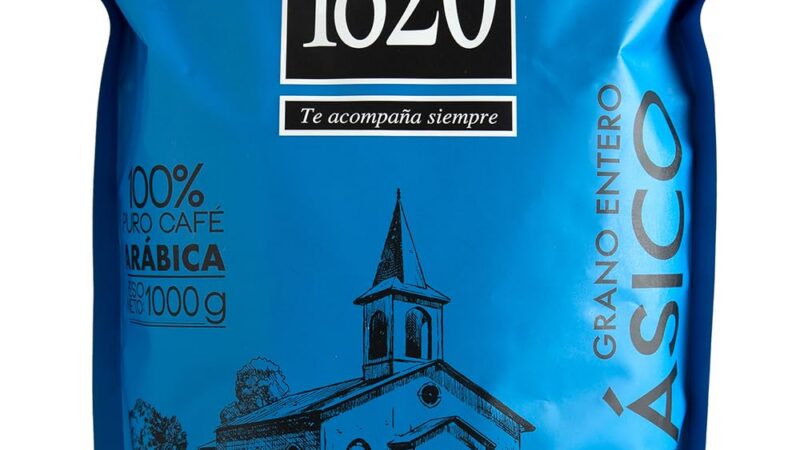 1820
Te acompaña siempre
100%
PURO CAFÉ
ARÁBICA
PESO
NETO: 1000 g
GRANO ENTERO
ÁSICO